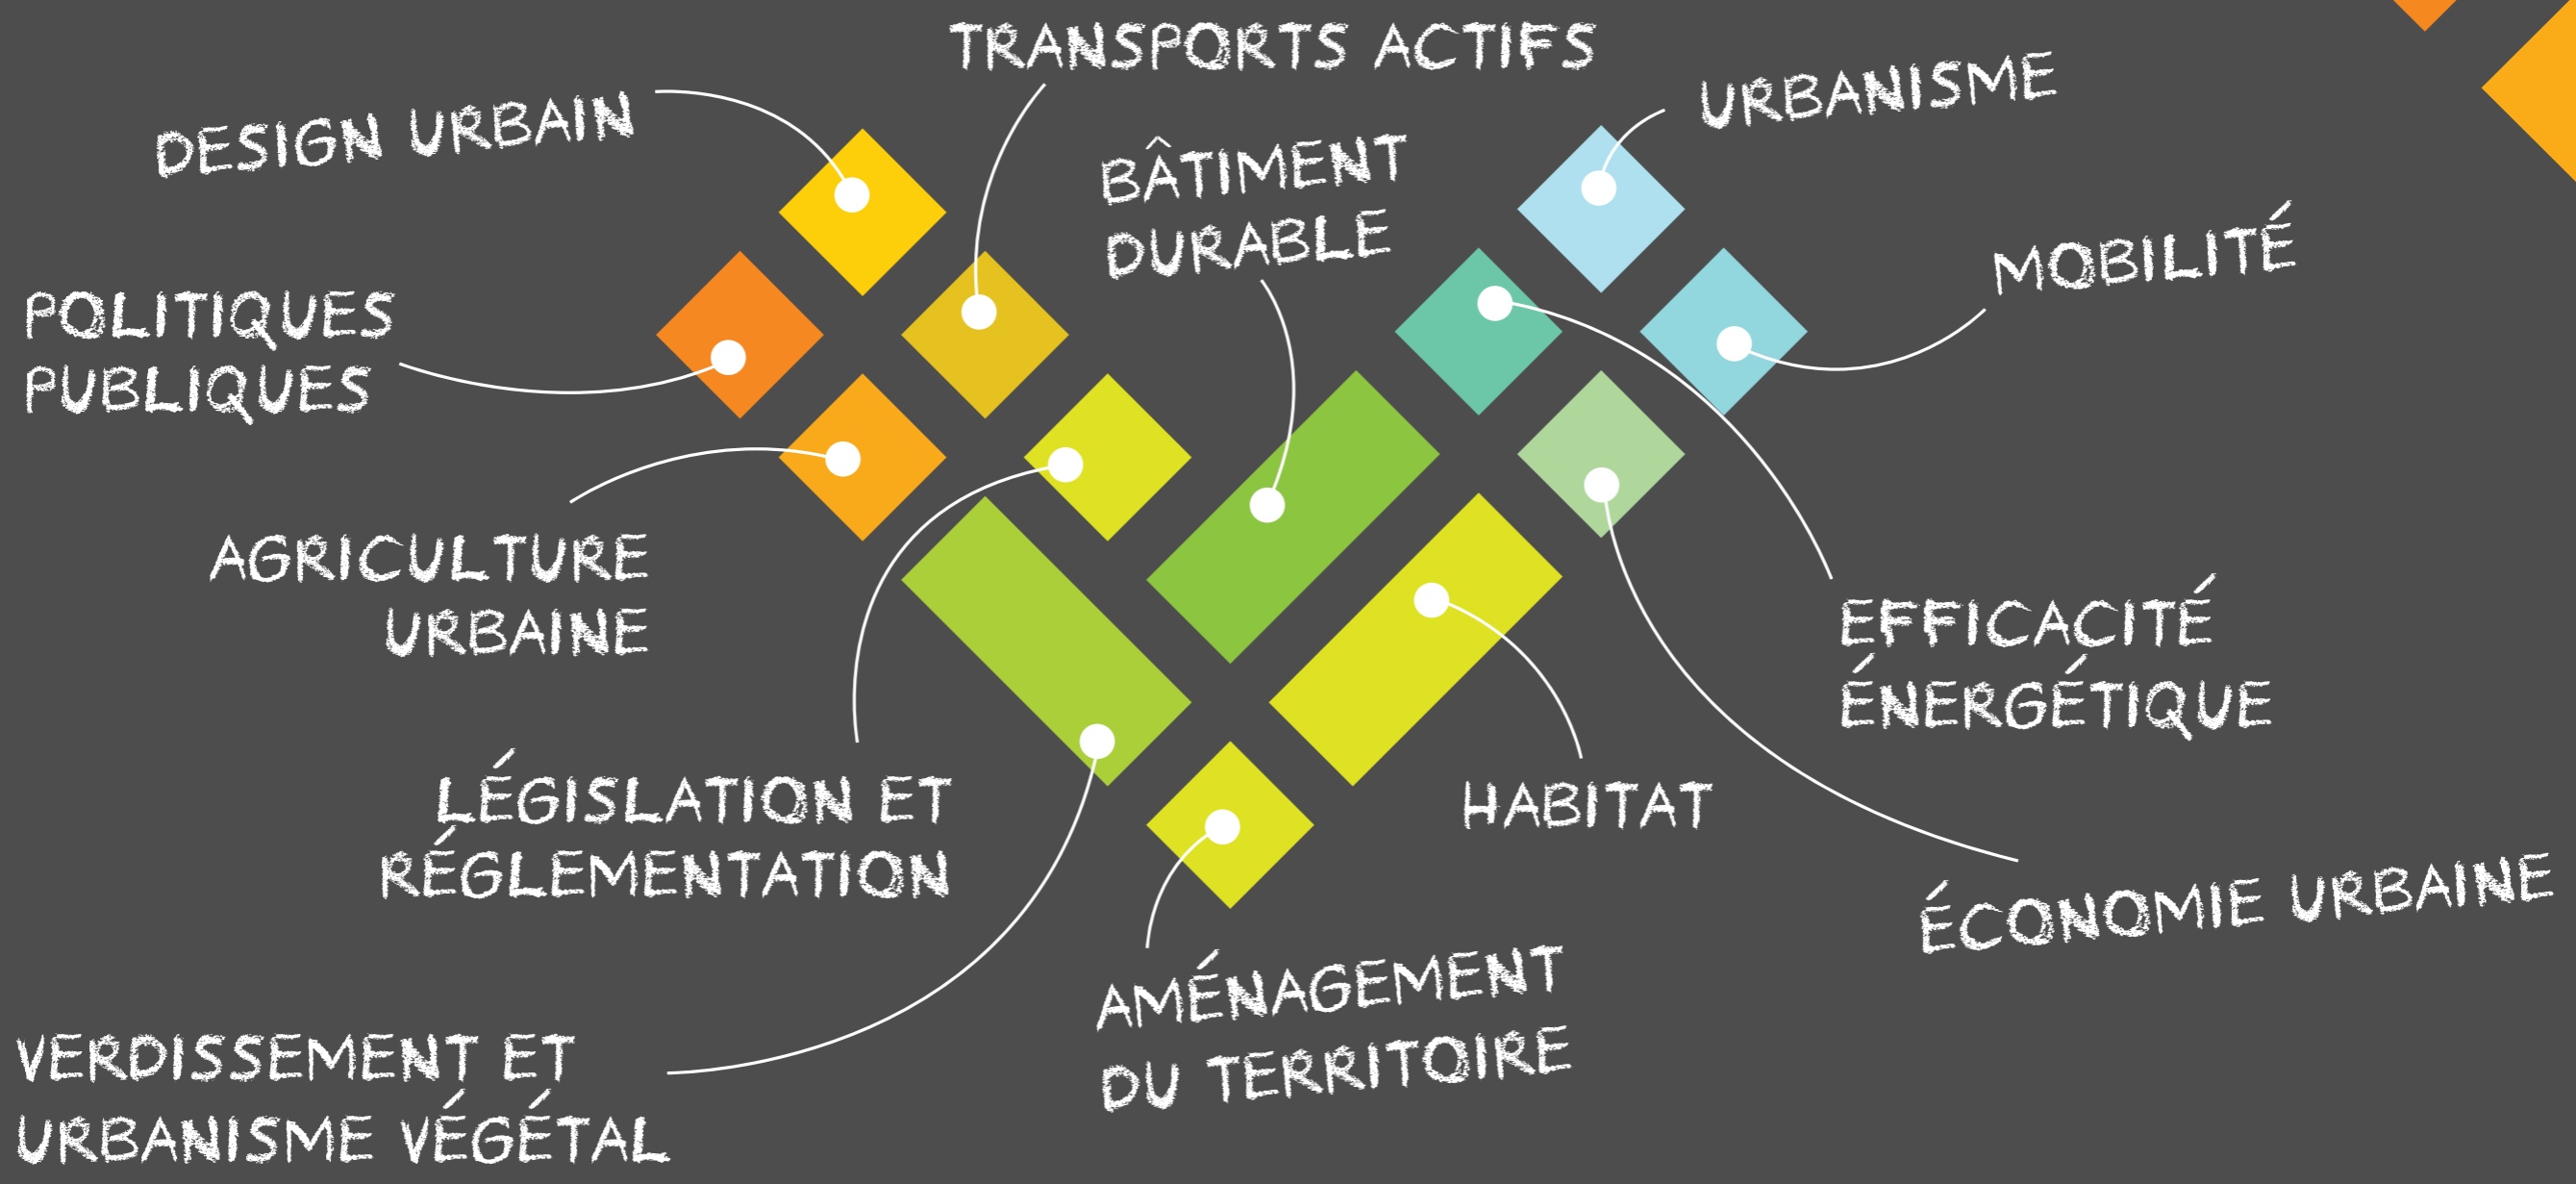 TRANSPORTS ACTIFS
DESIGN URBAIN
URBANISME
BÂTIMENT
DURABLE
MOBILITÉ
POLITIQUES
PUBLIQUES
AGRICULTURE
URBAINE
EFFICACITÉ
ÉNERGÉTIQUE
LÉGISLATION ET
RÉGLEMENTATION
HABITAT
ÉCONOMIE URBAINE
AMÉNAGEMENT
DU TERRITOIRE
VERDISSEMENT ET
URBANISME VÉGÉTAL